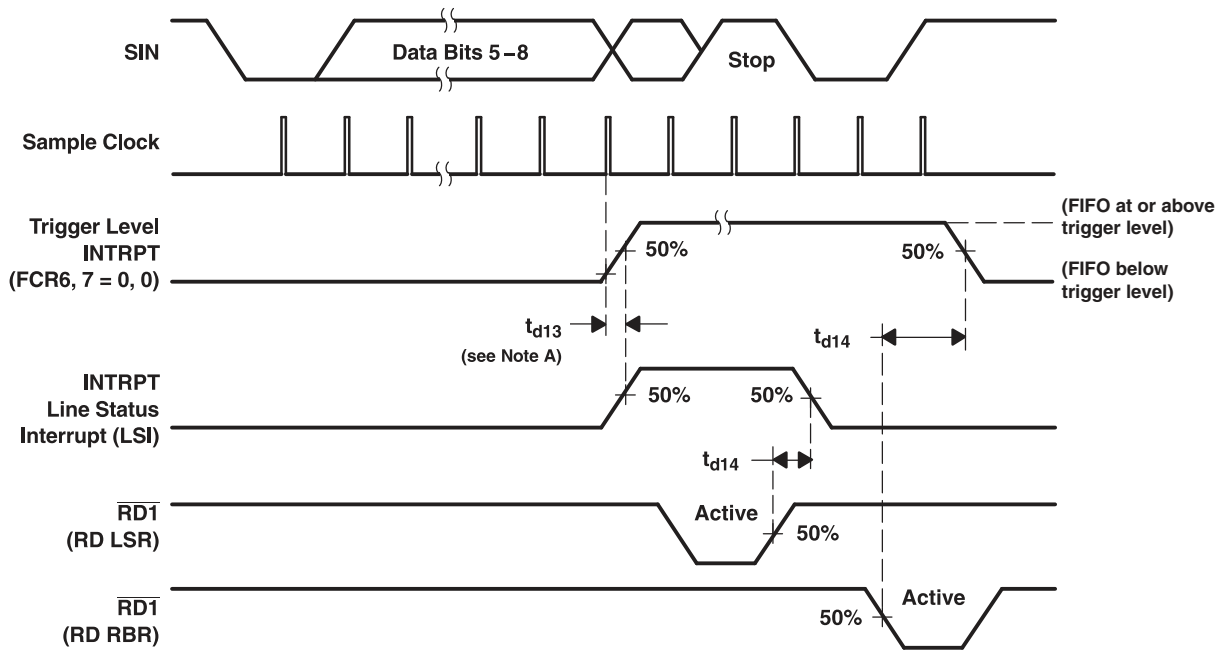 SIN
Data Bits 5–8
Stop
Sample Clock
Trigger Level
INTRPT
(FCR6, 7 = 0, 0)
50%
50%
(FIFO at or above
trigger level)
(FIFO below
trigger level)
td13
(see Note A)
td14
INTRPT
Line Status
Interrupt (LSI)
50%
50%
td14
RD1
(RD LSR)
Active
50%
RD1
(RD RBR)
50%
Active